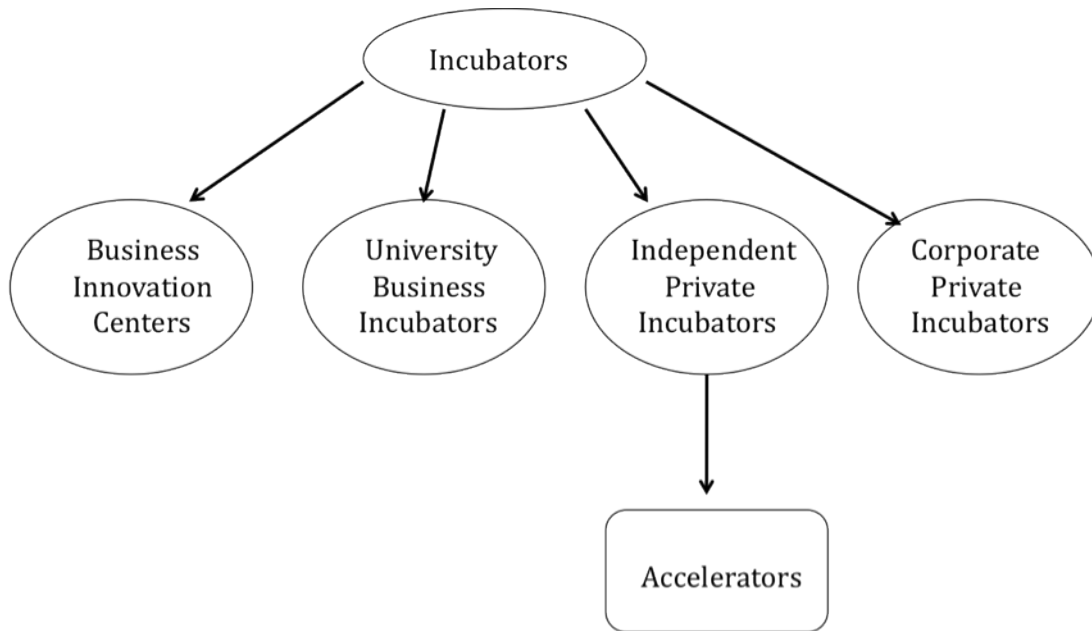 Incubators
Business
Innovation
Centers
University
Business
Incubators
Independent
Private
Incubators
Corporate
Private
Incubators
Accelerators